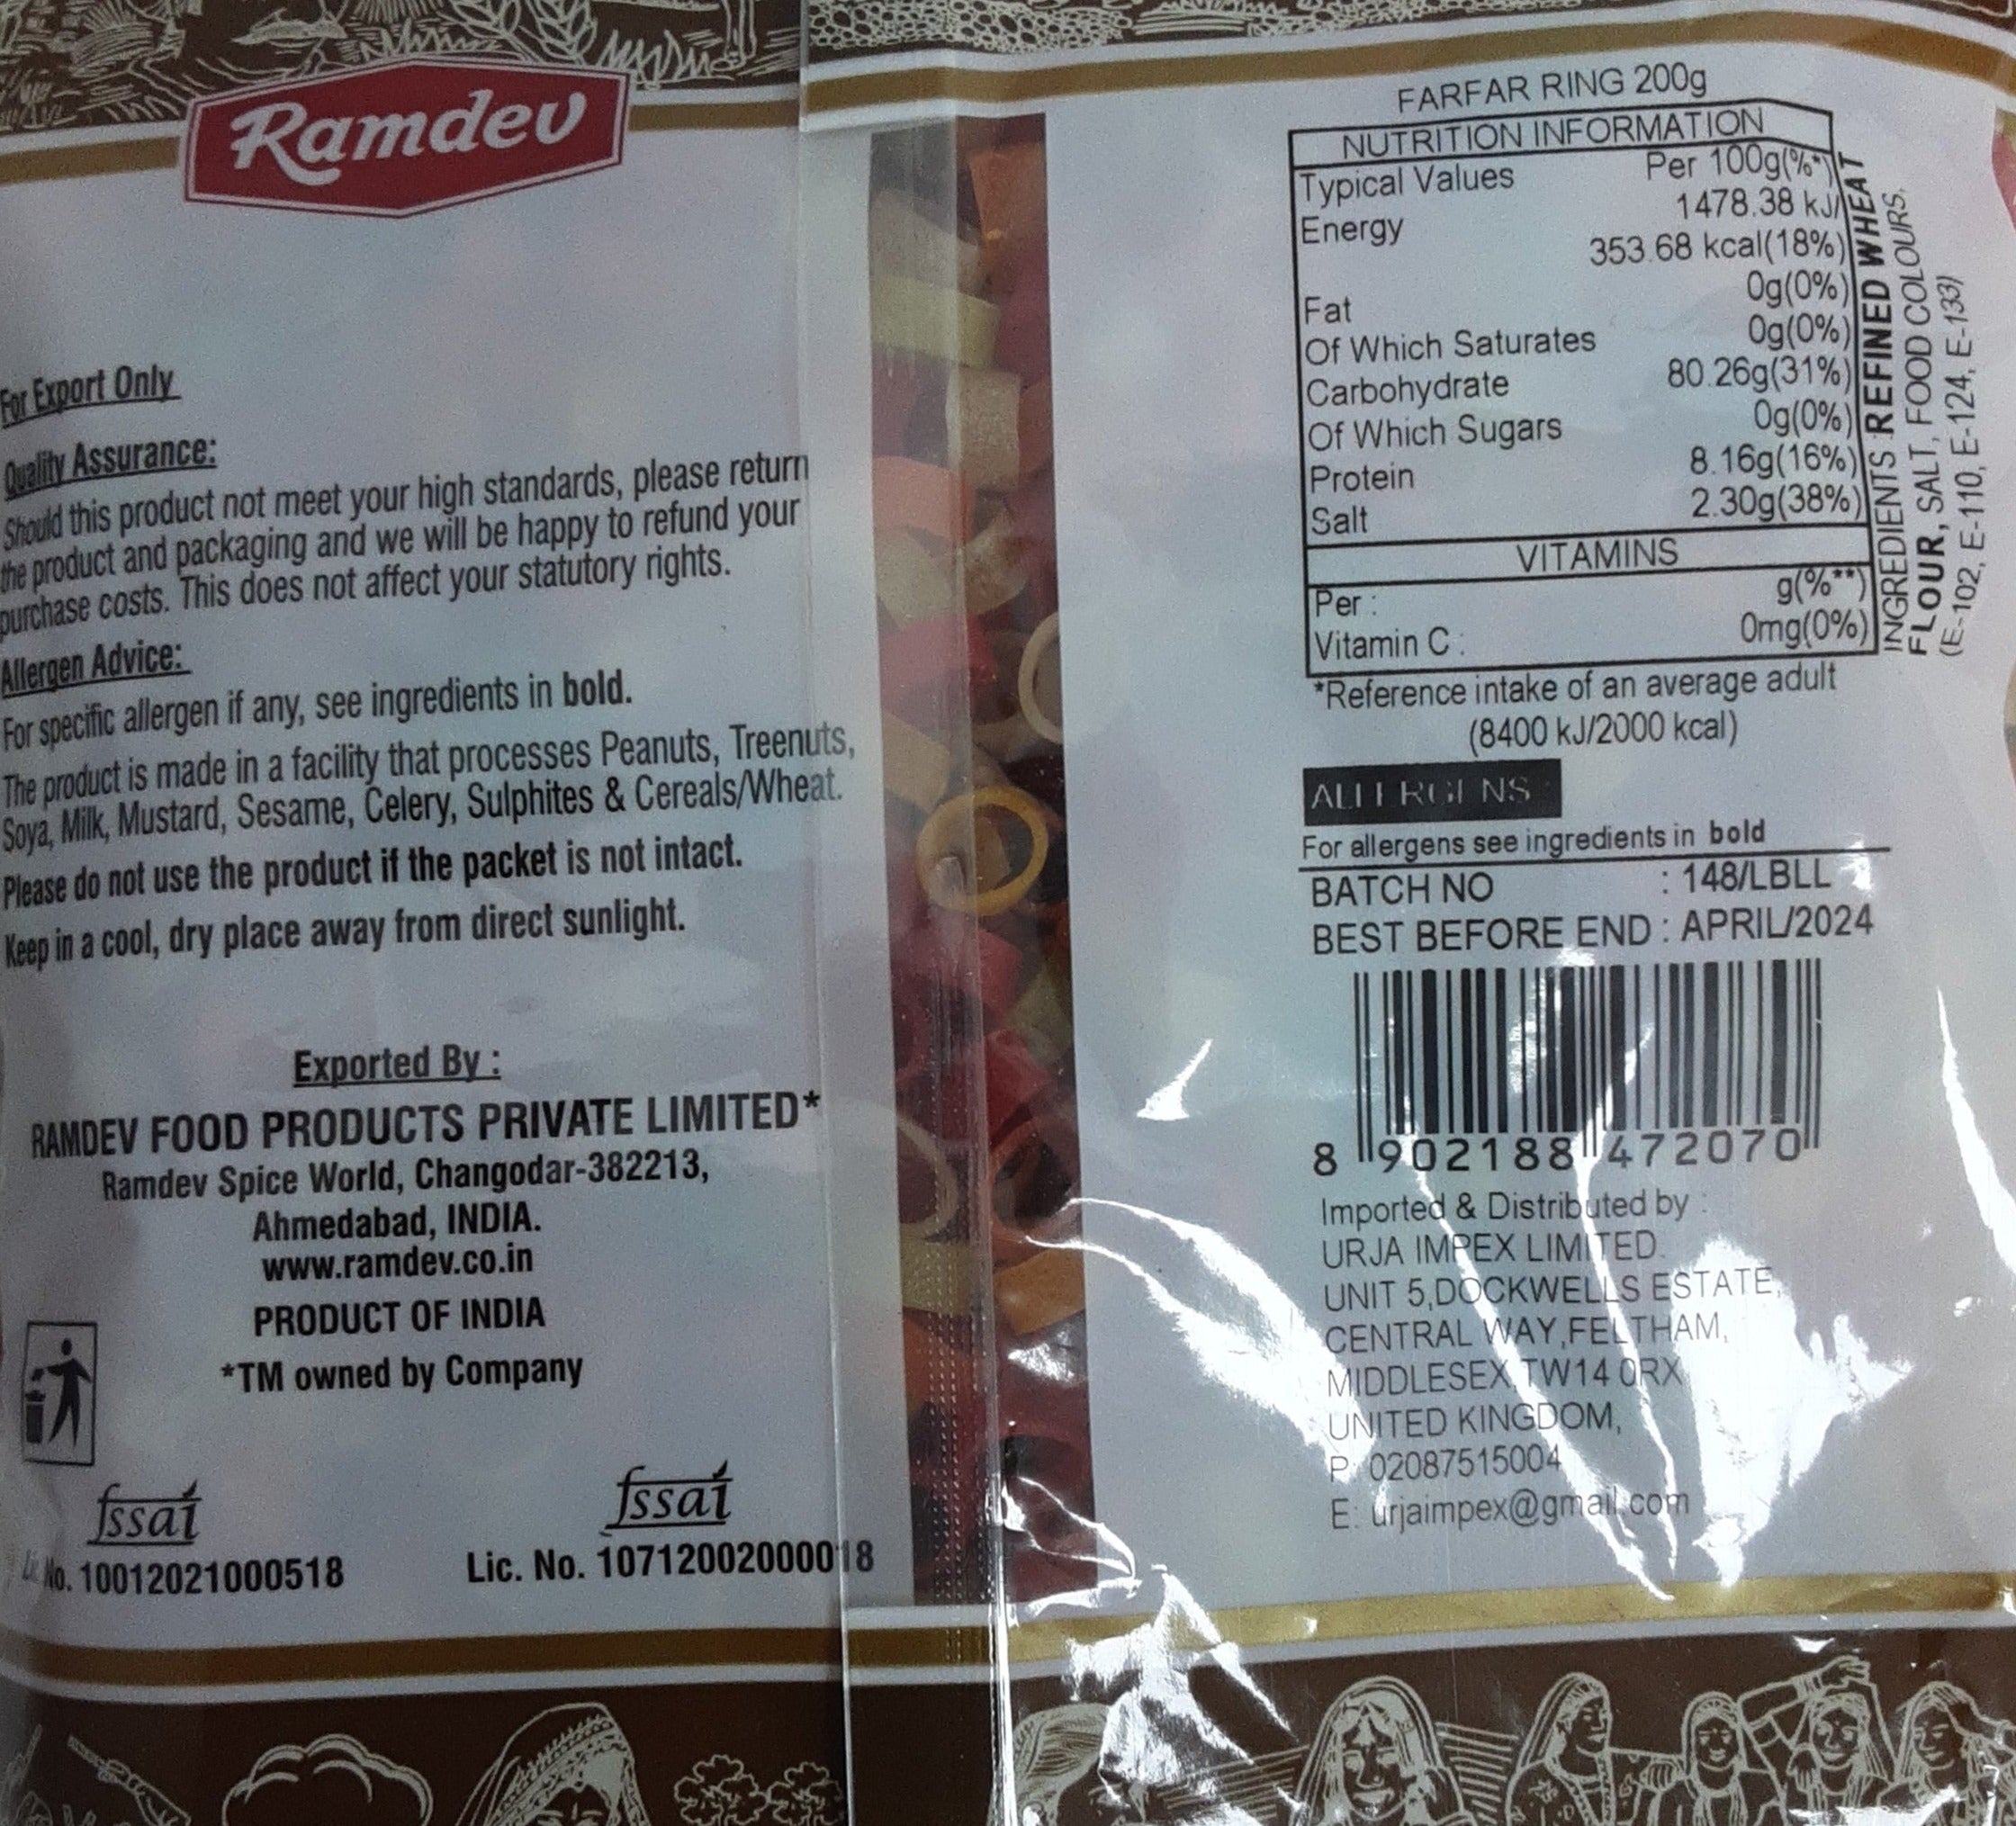 Ramdev
For Export Only
Quality Assurance:
Should this product not meet your high standards, please return
the product and packaging and we will be happy to refund your
purchase costs. This does not affect your statutory rights.
Allergen Advice:
For specific allergen if any, see ingredients in bold.
The product is made in a facility that processes Peanuts, Treenuts,
Soya, Milk, Mustard, Sesame, Celery, Sulphites & Cereals/Wheat.
Please do not use the product if the packet is not intact.
Keep in a cool, dry place away from direct sunlight.
Exported By :
RAMDEV FOOD PRODUCTS PRIVATE LIMITED*
Ramdev Spice World, Changodar-382213,
Ahmedabad, INDIA.
www.ramdev.co.in
PRODUCT OF INDIA
*TM owned by Company
fssai
Lic. No. 10012021000518
fssai
Lic. No. 10712002000018
FARFAR RING 200g
NUTRITION INFORMATION
Typical Values Per 100g(%*)
Energy 1478.38 kJ/
353.68 kcal(18%)
Fat 0g(0%)
Of Which Saturates 0g(0%)
Carbohydrate 80.26g(31%)
Of Which Sugars 0g(0%)
Protein 8.16g(16%)
Salt 2.30g(38%)
VITAMINS
Per : g(%**)
Vitamin C : 0mg(0%)
*Reference intake of an average adult
(8400 kJ/2000 kcal)
INGREDIENTS REFINED WHEAT
FLOUR, SALT, FOOD COLOURS,
(E-102, E-110, E-124, E-133)
ALLERGENS
For allergens see ingredients in bold
BATCH NO : 148/LBLL
BEST BEFORE END : APRIL/2024
8 902188 472070
Imported & Distributed by :
URJA IMPEX LIMITED.
UNIT 5,DOCKWELLS ESTATE,
CENTRAL WAY,FELTHAM,
MIDDLESEX,TW14 0RX
UNITED KINGDOM,
P: 02087515004
E: urjaimpex@gmail.com